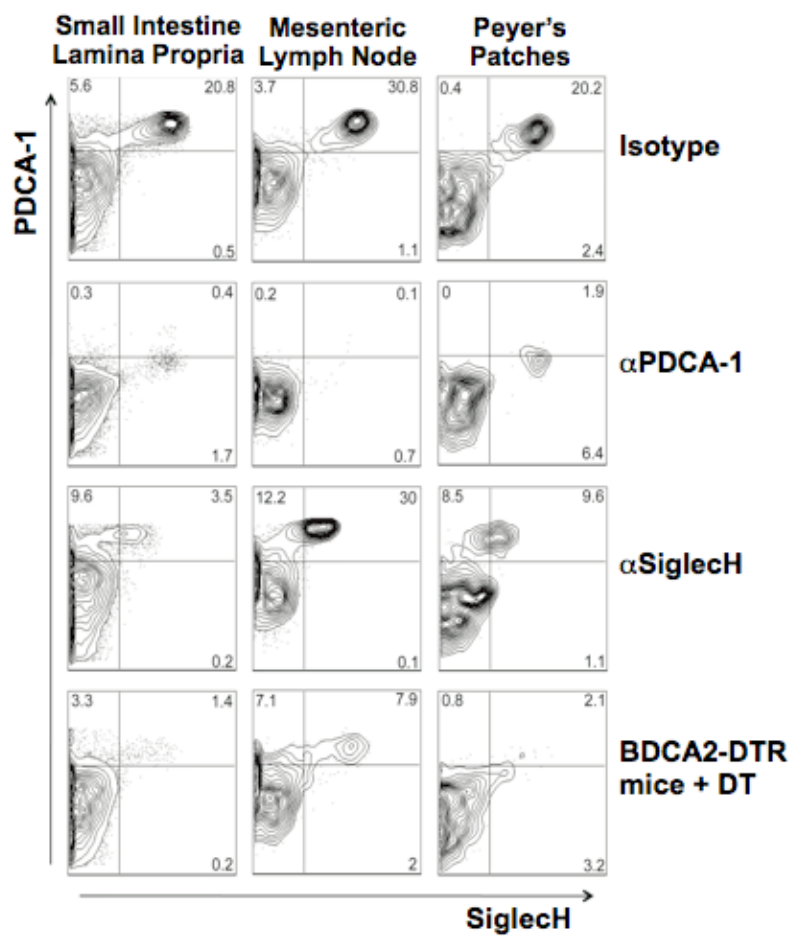 Small Intestine
Lamina Propria
Mesenteric
Lymph Node
Peyer's
Patches
PDCA-1
5.6 20.8
0.5
3.7 30.8
1.1
0.4 20.2
2.4
Isotype
0.3 0.4
1.7
0.2 0.1
0.7
0 1.9
6.4
αPDCA-1
9.6 3.5
0.2
12.2 30
0.1
8.5 9.6
1.1
αSiglecH
3.3 1.4
0.2
7.1 7.9
2
0.8 2.1
3.2
BDCA2-DTR
mice + DT
SiglecH